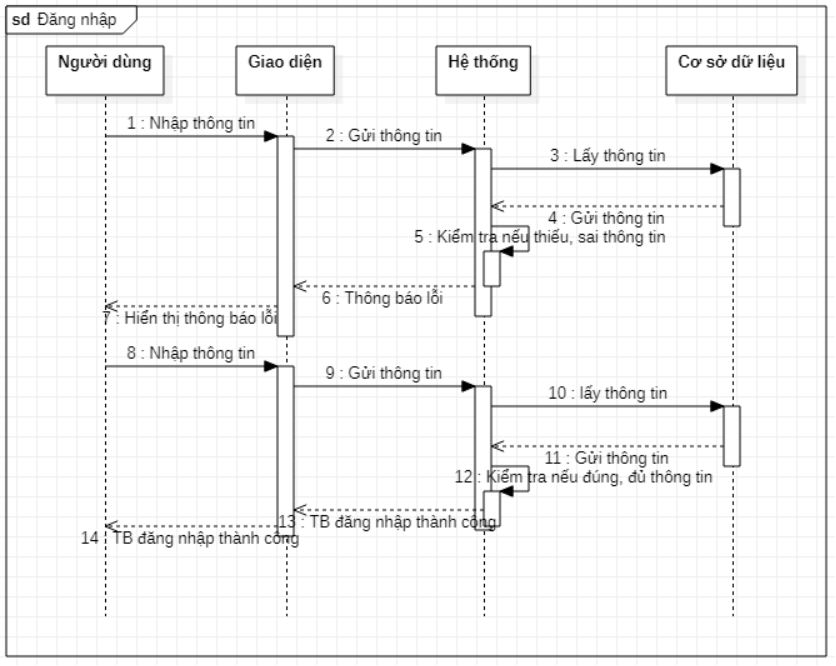 sd Đăng nhập
Người dùng
Giao diện
Hệ thống
Cơ sở dữ liệu
1 : Nhập thông tin
2 : Gửi thông tin
3 : Lấy thông tin
4 : Gửi thông tin
5 : Kiểm tra nếu thiếu, sai thông tin
6 : Thông báo lỗi
7 : Hiển thị thông báo lỗi
8 : Nhập thông tin
9 : Gửi thông tin
10 : lấy thông tin
11 : Gửi thông tin
12 : Kiểm tra nếu đúng, đủ thông tin
13 : TB đăng nhập thành công
14 : TB đăng nhập thành công